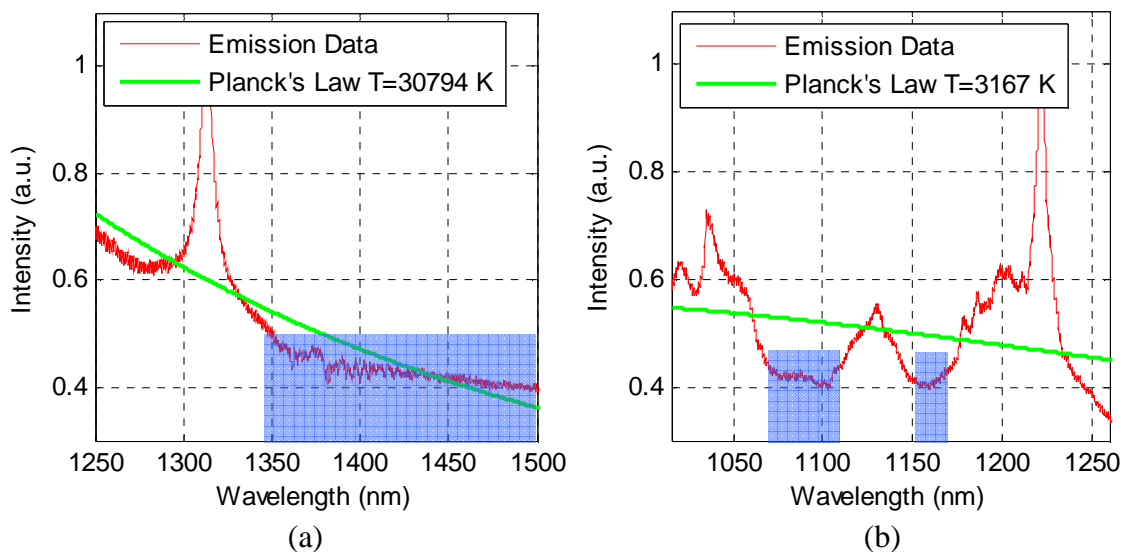 Emission Data
Planck's Law T=30794 K
1
0.8
0.6
0.4
Intensity (a.u.)
1250 1300 1350 1400 1450 1500
Wavelength (nm)
(a)
Emission Data
Planck's Law T=3167 K
1
0.8
0.6
0.4
Intensity (a.u.)
1050 1100 1150 1200 1250
Wavelength (nm)
(b)